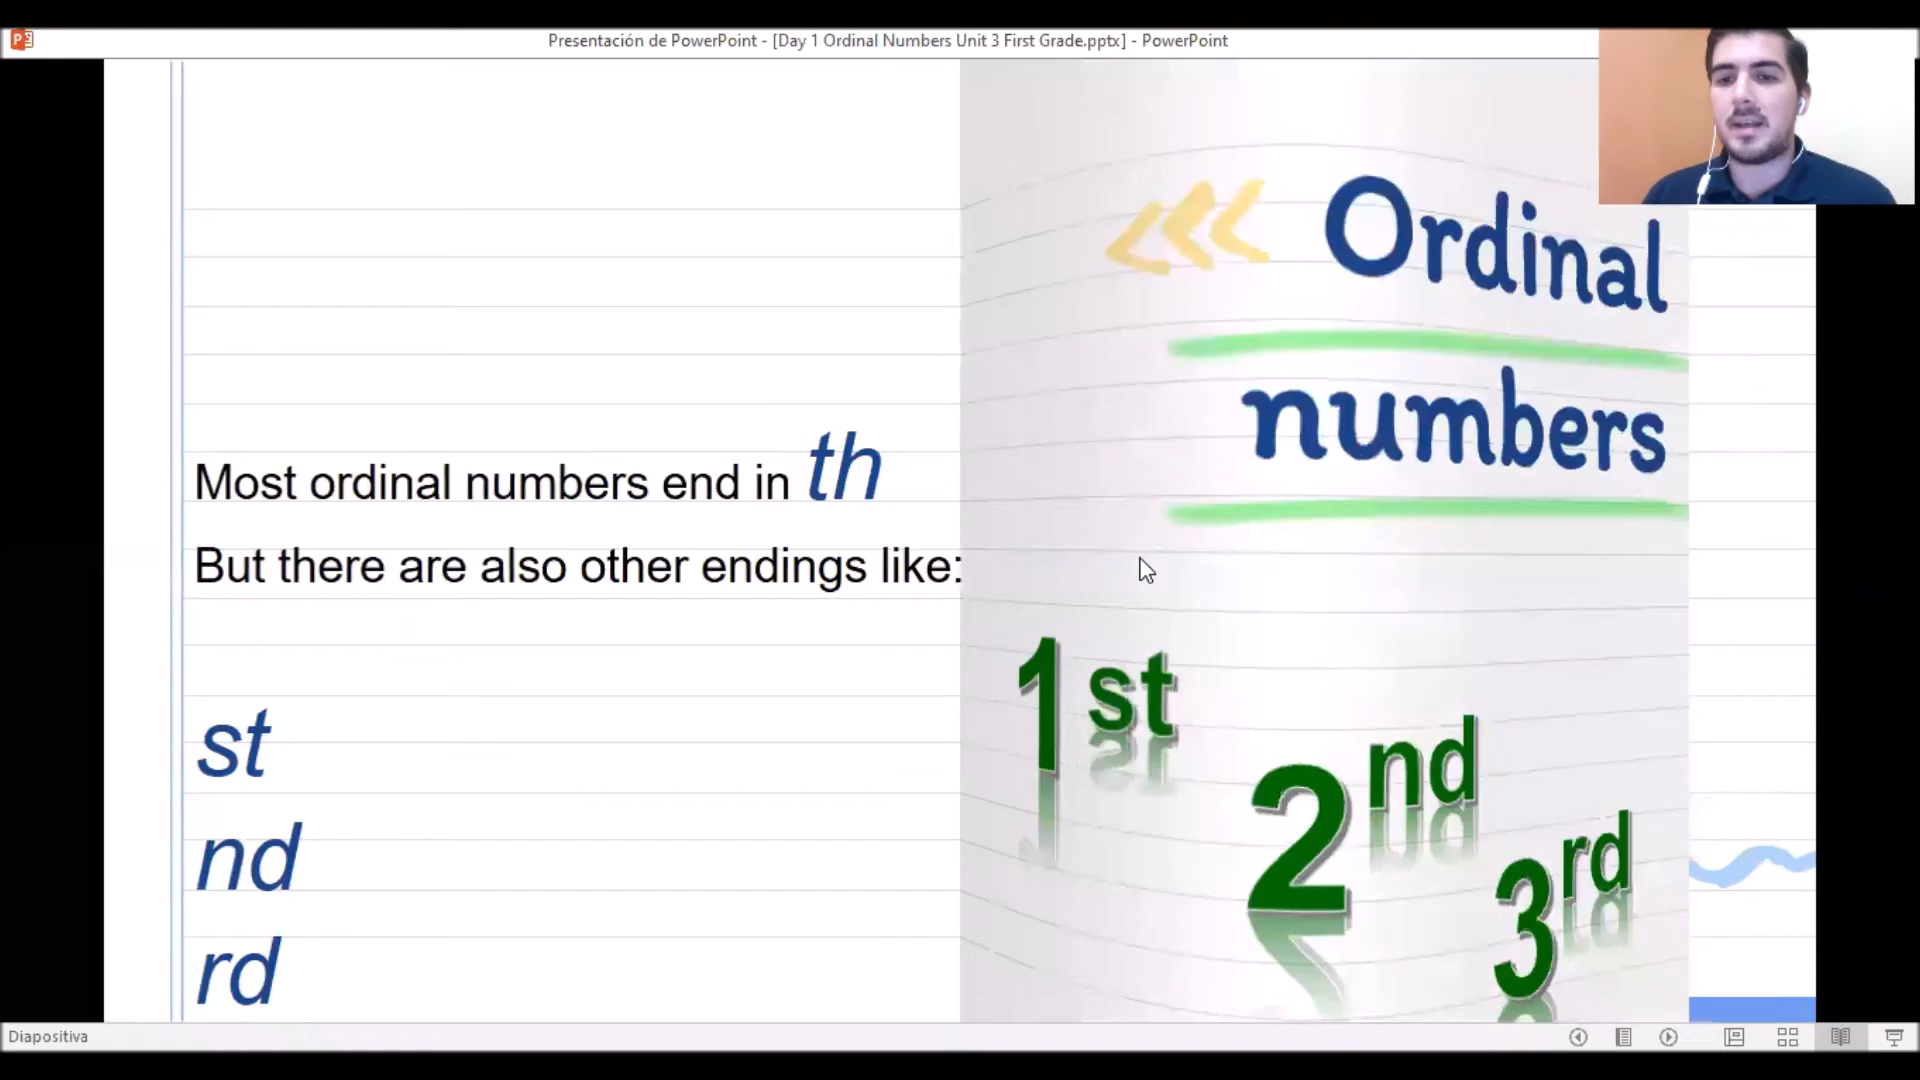 Presentación de PowerPoint - [Day 1 Ordinal Numbers Unit 3 First Grade.pptx] - PowerPoint
Ordinal
numbers
Most ordinal numbers end in th
But there are also other endings like:
st
nd
rd
1st
2nd
3rd
Diapositiva